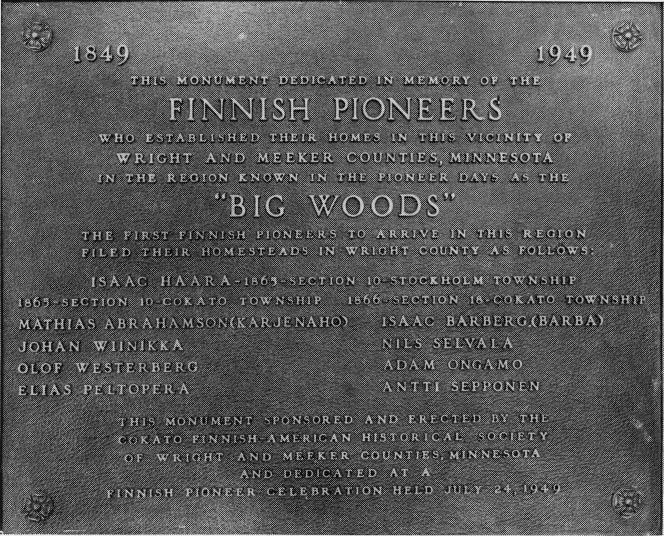 1849 1949
THIS MONUMENT DEDICATED IN MEMORY OF THE
FINNISH PIONEERS
WHO ESTABLISHED THEIR HOMES IN THIS VICINITY OF
WRIGHT AND MEEKER COUNTIES, MINNESOTA
IN THE REGION KNOWN IN THE PIONEER DAYS AS THE
"BIG WOODS"
THE FIRST FINNISH PIONEERS TO ARRIVE IN THIS REGION
FILED THEIR HOMESTEADS IN WRIGHT COUNTY AS FOLLOWS:
ISAAC HAARA-1865-SECTION 10-STOCKHOLM TOWNSHIP
1865-SECTION 10-COKATO TOWNSHIP 1866-SECTION 18-COKATO TOWNSHIP
MATHIAS ABRAHAMSON(KARJENAHO) ISAAC BARBERG,(BARBA)
JOHAN WIINIKKA NILS SELVALA
OLOF WESTERBERG ADAM ONGAMO
ELIAS PELTOPERA ANTTI SEPPONEN
THIS MONUMENT SPONSORED AND ERECTED BY THE
COKATO FINNISH-AMERICAN HISTORICAL SOCIETY
OF WRIGHT AND MEEKER COUNTIES, MINNESOTA
AND DEDICATED AT A
FINNISH PIONEER CELEBRATION HELD JULY 24, 1949